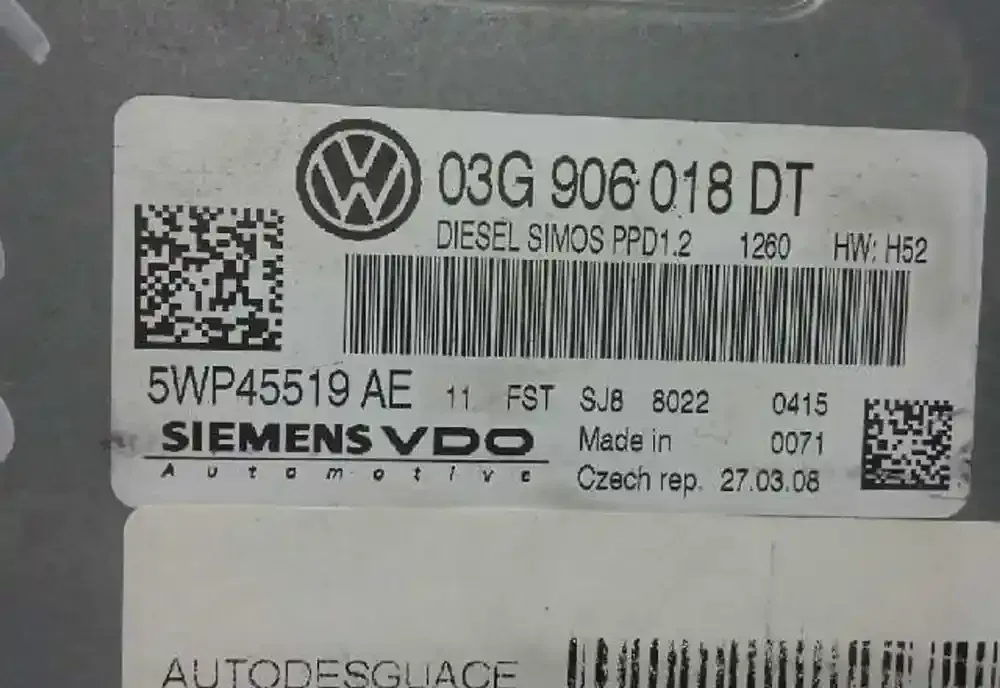 03G 906 018 DT
DIESEL SIMOS PPD1.2 1260 HW: H52
5WP45519 AE 11 FST SJ8 8022 0415
SIEMENS VDO Made in 0071
Automotive Czech rep. 27.03.08
AUTODESGUACE